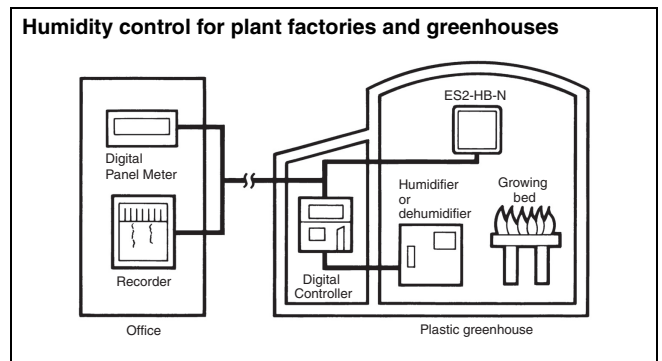 Humidity control for plant factories and greenhouses
ES2-HB-N
Digital
Panel Meter
Humidifier
or
dehumidifier
Growing
bed
Recorder
Digital
Controller
Office
Plastic greenhouse